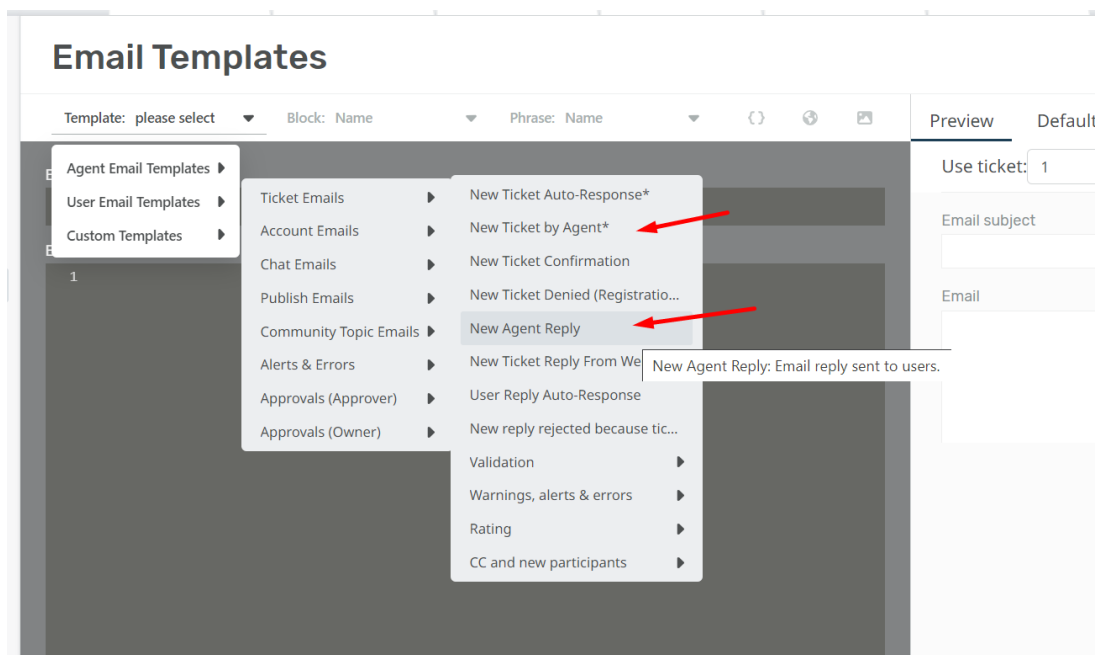 Email Templates
Template: please select
Block: Name
Phrase: Name
{}
Preview
Default
Agent Email Templates
User Email Templates
Custom Templates
Use ticket: 1
Ticket Emails
Account Emails
Chat Emails
Publish Emails
Community Topic Emails
Alerts & Errors
Approvals (Approver)
Approvals (Owner)
New Ticket Auto-Response*
New Ticket by Agent*
New Ticket Confirmation
New Ticket Denied (Registratio...
New Agent Reply
New Ticket Reply From We
New Agent Reply: Email reply sent to users.
User Reply Auto-Response
New reply rejected because tic...
Validation
Warnings, alerts & errors
Rating
CC and new participants
Email subject
Email
E
E
1